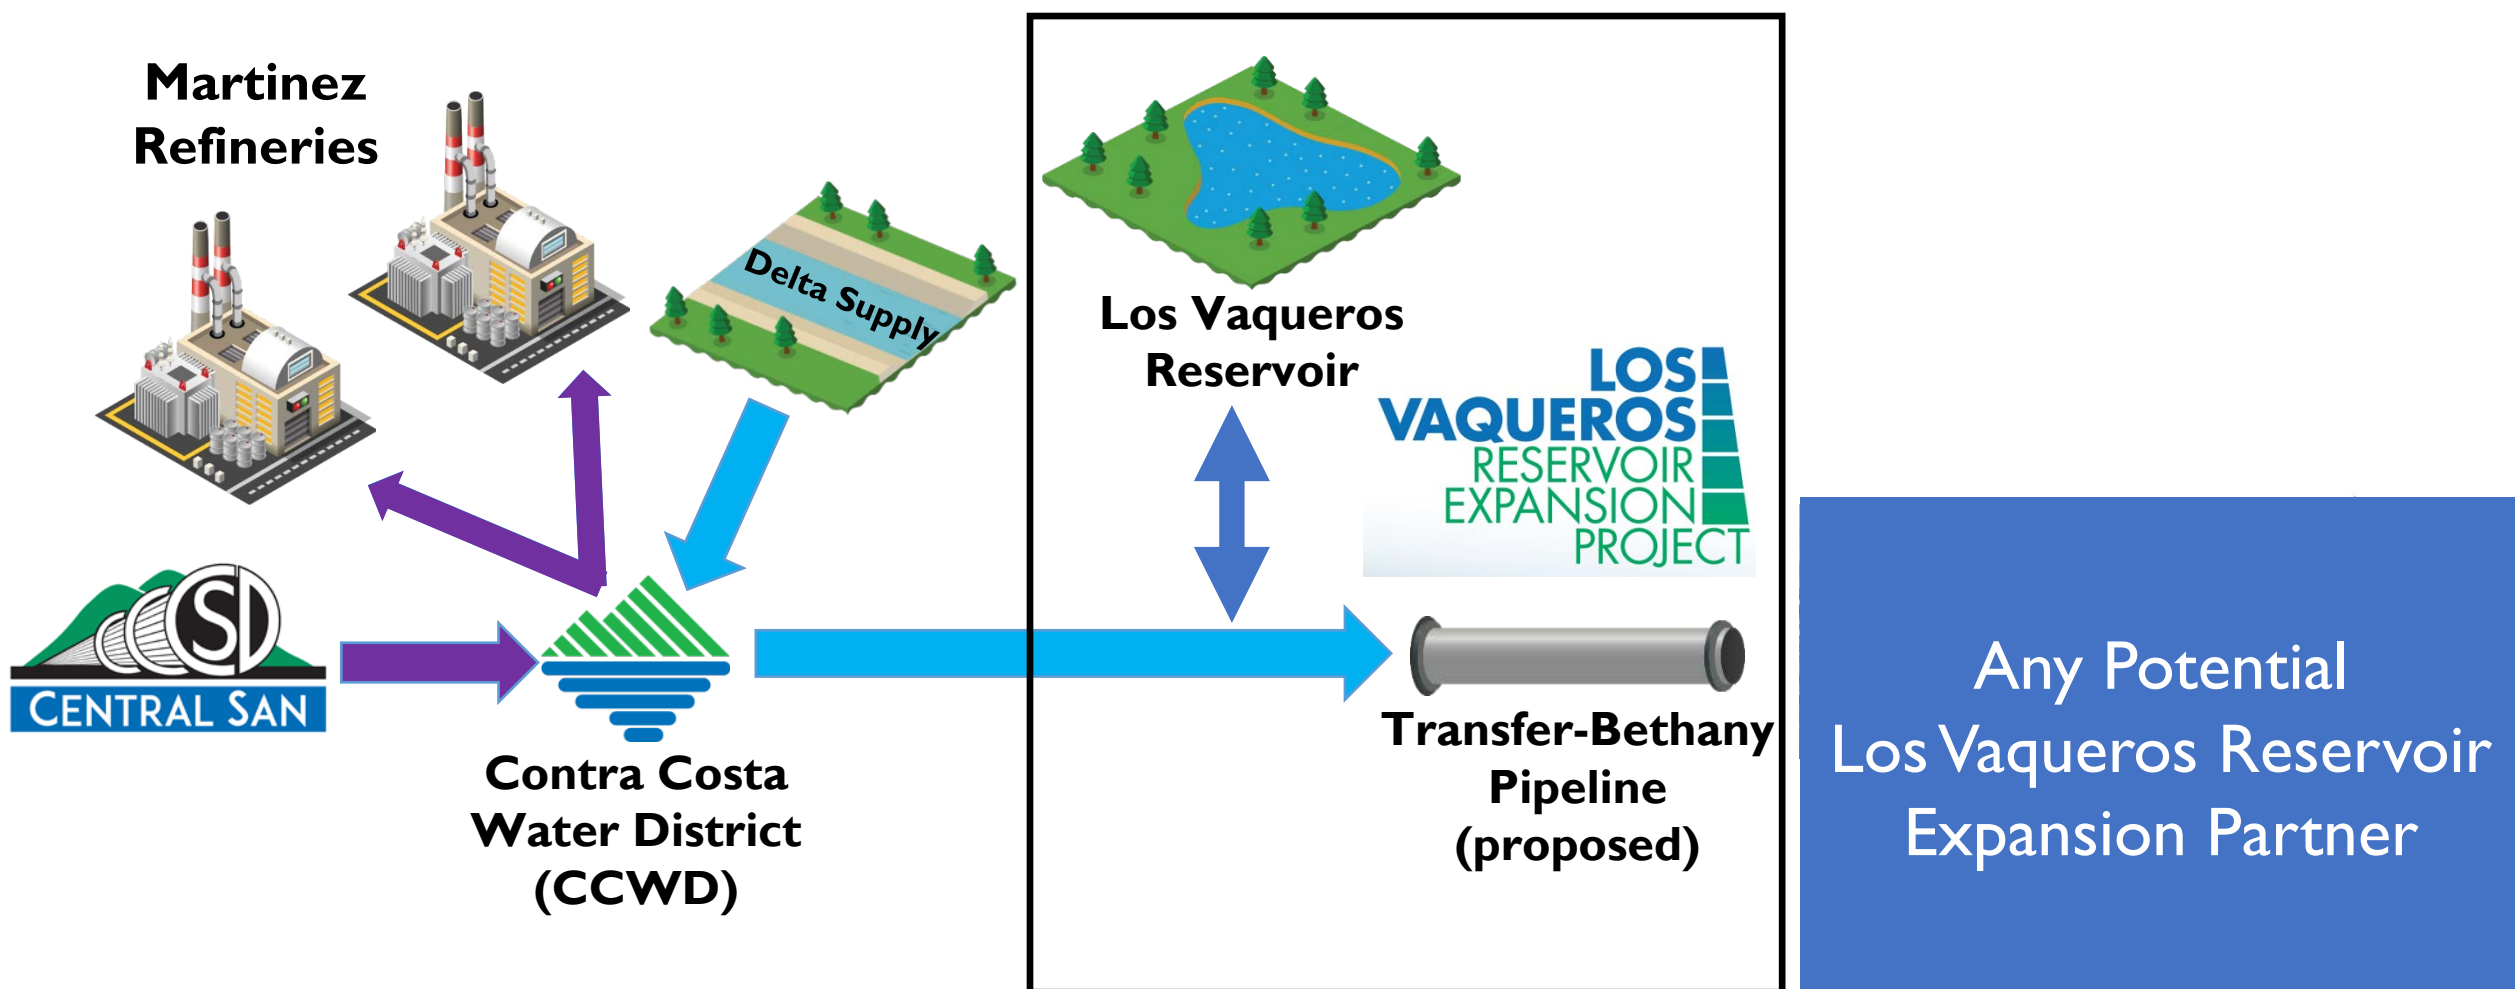 Martinez
Refineries
Delta Supply
CCCSD
CENTRAL SAN
Contra Costa
Water District
(CCWD)
Los Vaqueros
Reservoir
LOS
VAQUEROS
RESERVOIR
EXPANSION
PROJECT
Transfer-Bethany
Pipeline
(proposed)
Any Potential
Los Vaqueros Reservoir
Expansion Partner